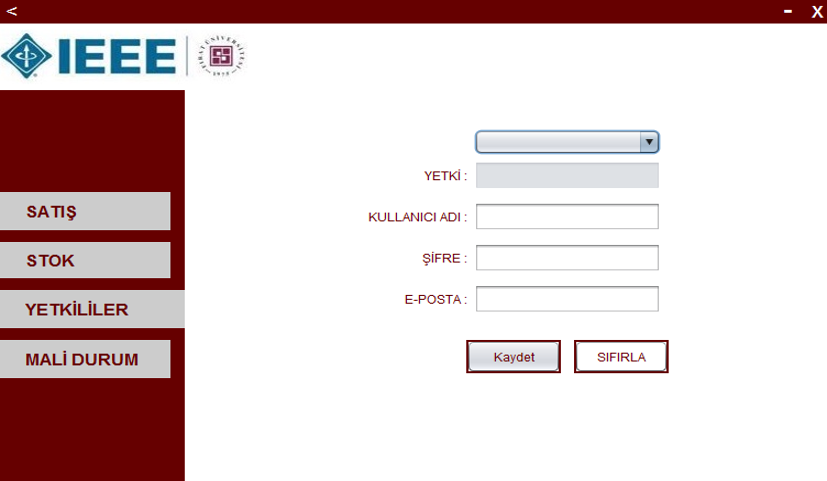 < - X
IEEE
FIRAT ÜNİVERSİTESİ
1975
YETKİ :
SATIŞ
KULLANICI ADI :
STOK
ŞİFRE :
YETKİLİLER
E-POSTA :
MALİ DURUM
Kaydet SIFIRLA